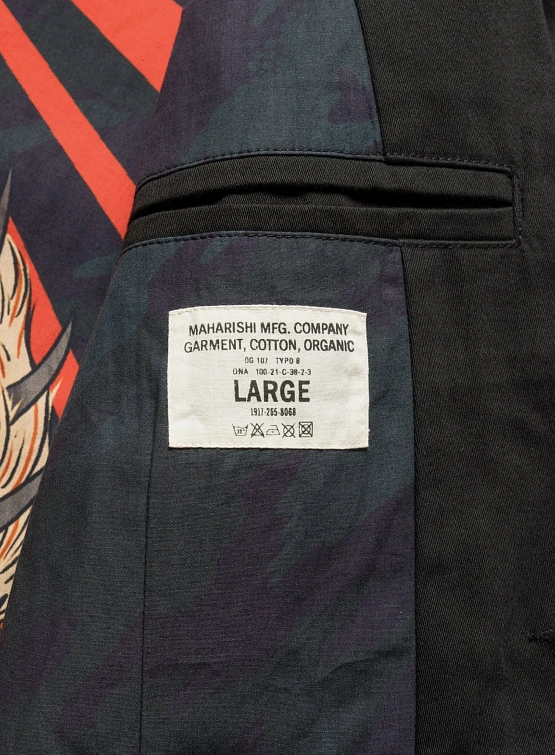 MAHARISHI MFG. COMPANY
GARMENT, COTTON, ORGANIC
OG 107 TYPO 8
DNA 100-21-C-38-2-3
LARGE
1917-265-8068